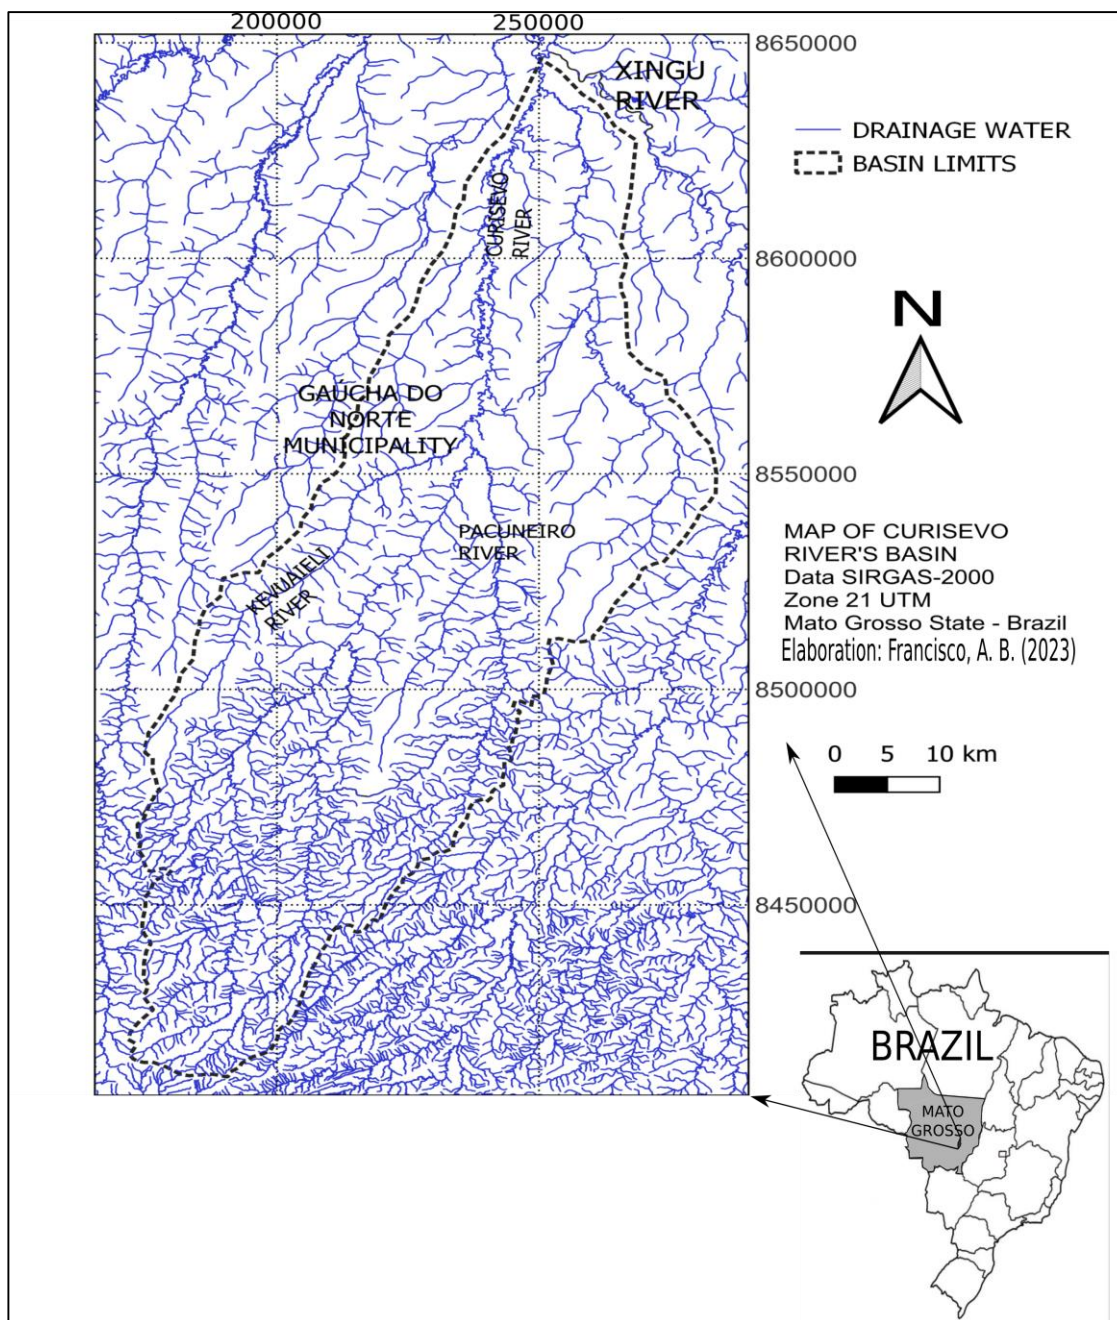 200000
250000
8650000
XINGU
RIVER
DRAINAGE WATER
BASIN LIMITS
CURISEVO
RIVER
8600000
N
GAÚCHA DO
NORTE
MUNICIPALITY
8550000
PACUNEIRO
RIVER
KEVUAIELI
RIVER
MAP OF CURISEVO
RIVER'S BASIN
Data SIRGAS-2000
Zone 21 UTM
Mato Grosso State - Brazil
Elaboration: Francisco, A. B. (2023)
8500000
0 5 10 km
8450000
BRAZIL
MATO
GROSSO